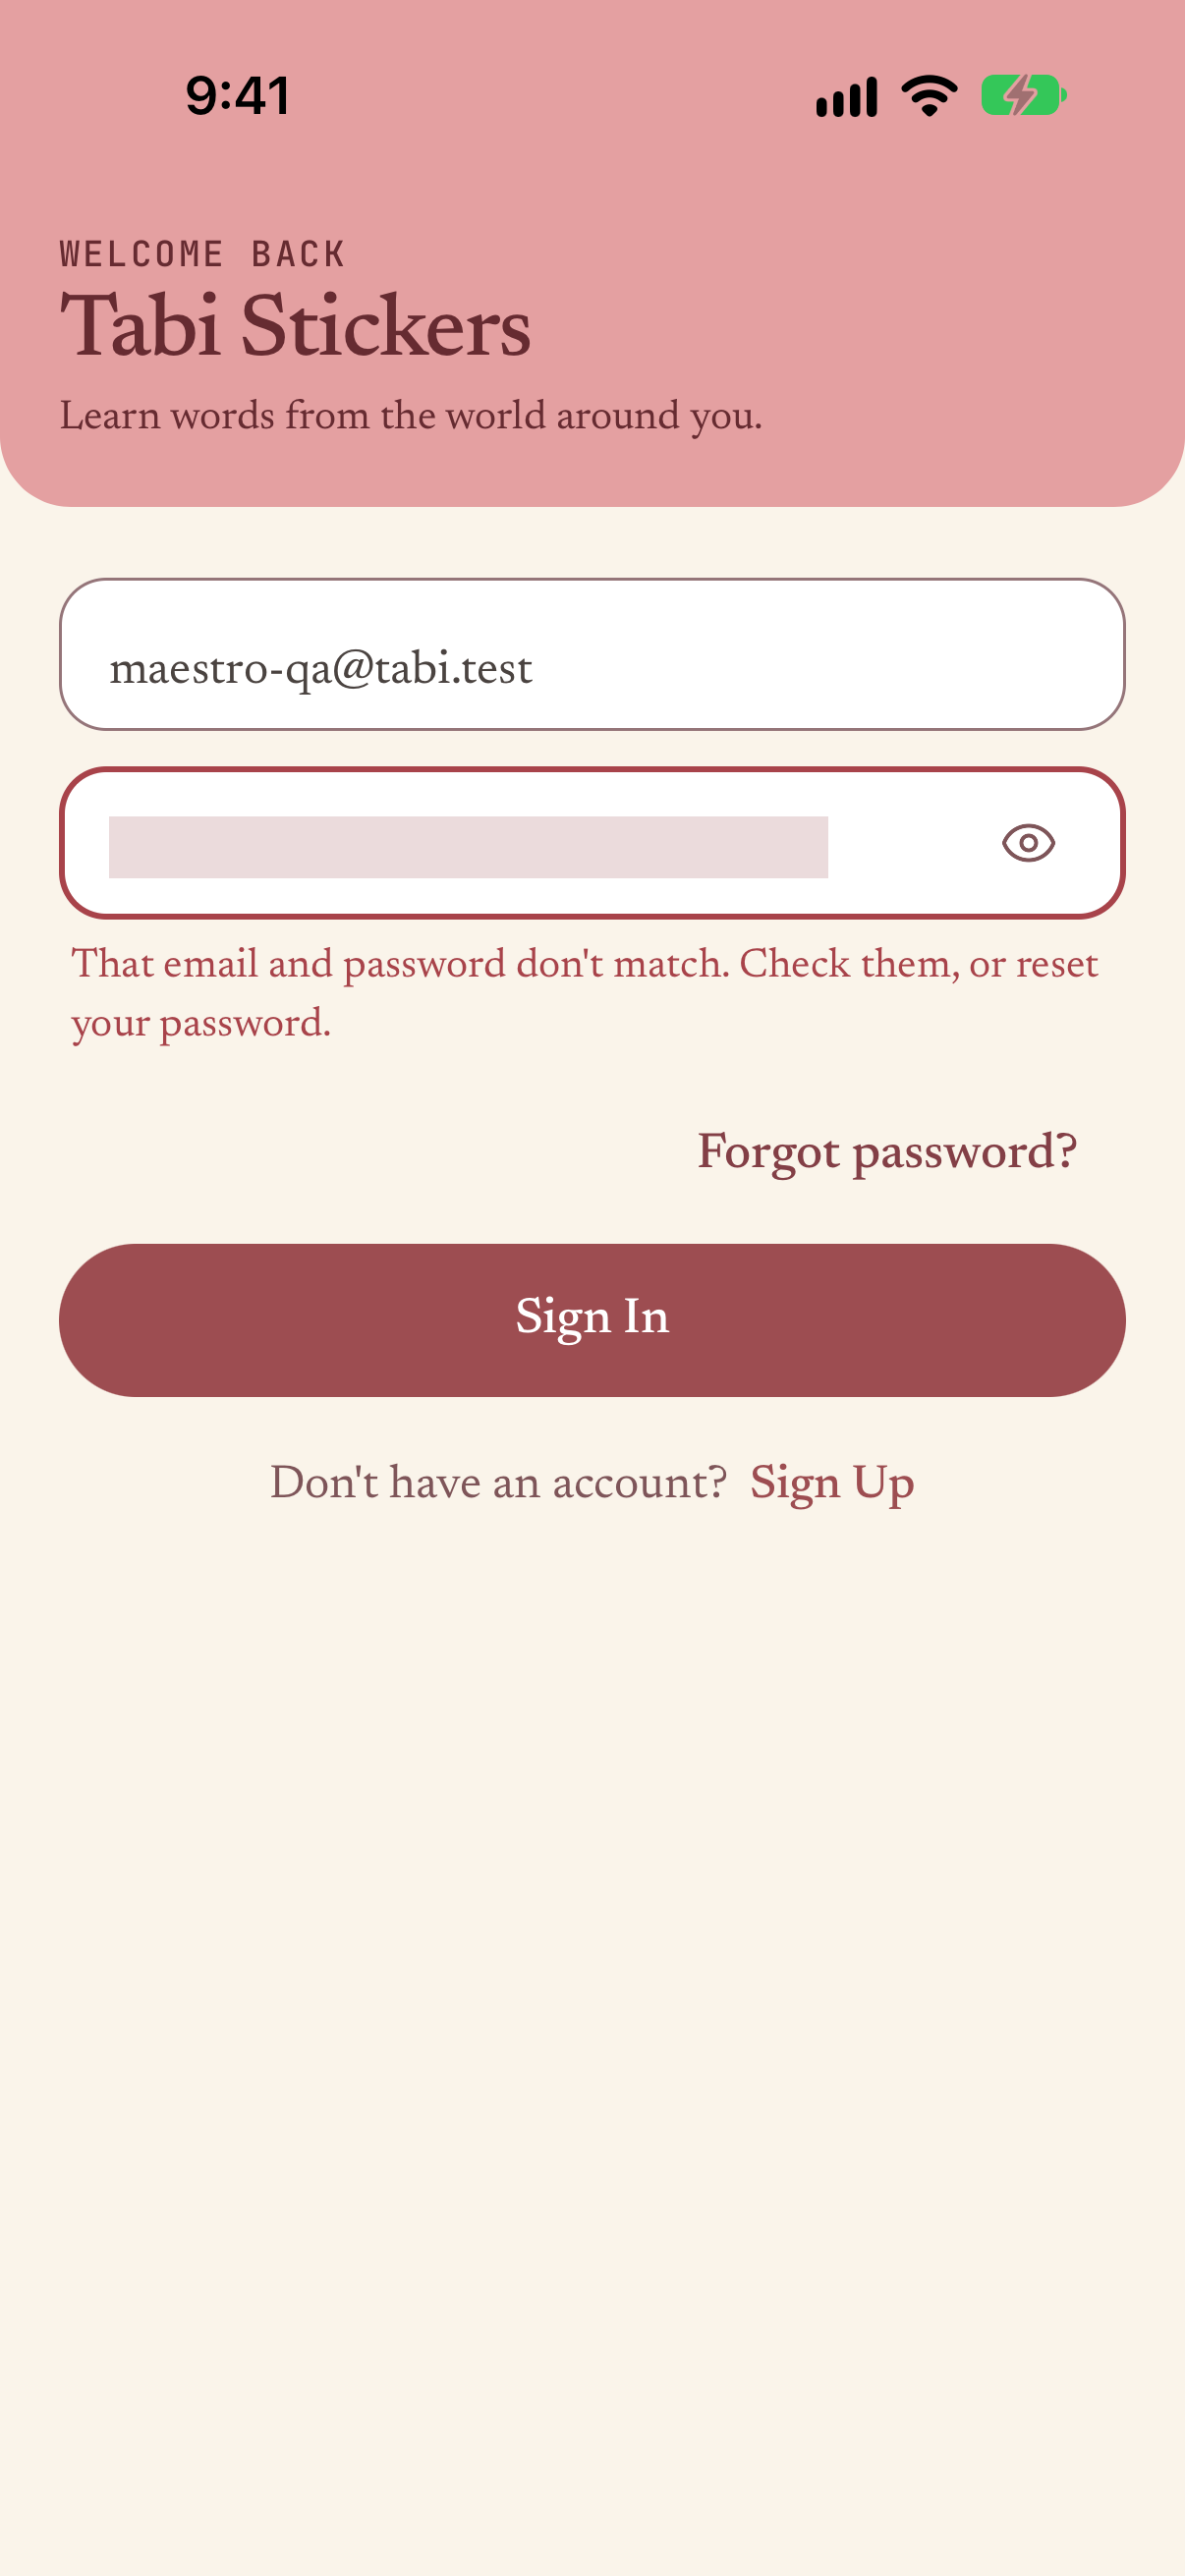 9:41
WELCOME BACK
Tabi Stickers
Learn words from the world around you.
maestro-qa@tabi.test
That email and password don't match. Check them, or reset
your password.
Forgot password?
Sign In
Don't have an account? Sign Up